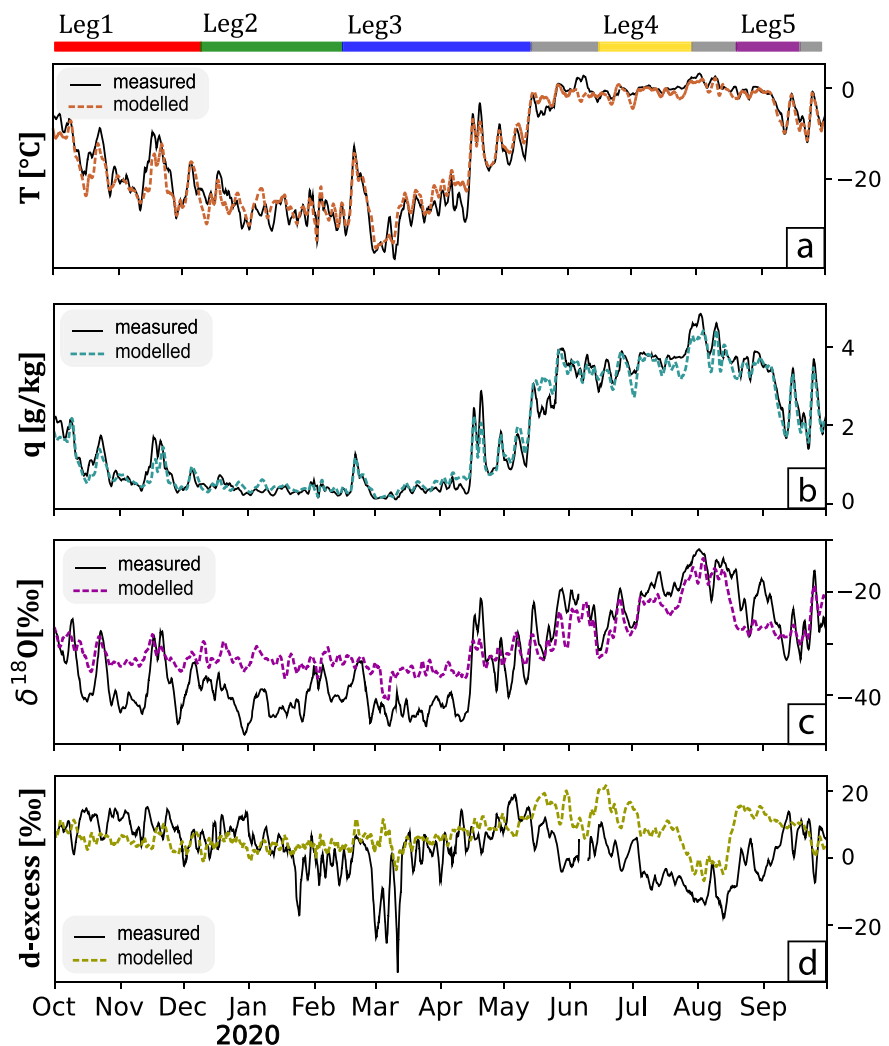 Leg1 Leg2 Leg3 Leg4 Leg5
measured
modelled
T [°C]
0
−20
a
measured
modelled
q [g/kg]
4
2
0
b
measured
modelled
δ¹⁸O[‰]
−20
−40
c
d-excess [‰]
20
0
−20
measured
modelled
d
Oct Nov Dec Jan Feb Mar Apr May Jun Jul Aug Sep
2020